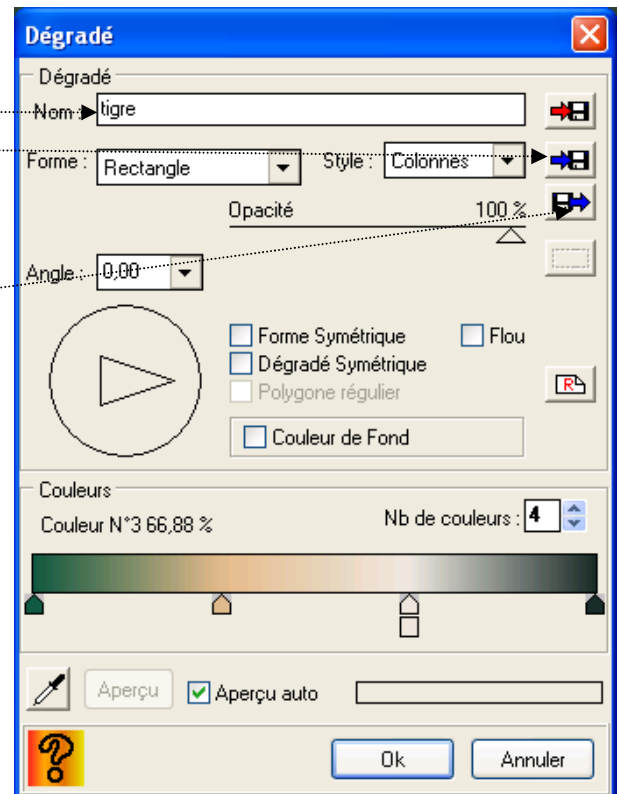 Dégradé
Dégradé
Nom : tigre
Forme : Rectangle Style : Colonnes
Opacité 100 %
Angle : 0,00
Forme Symétrique Flou
Dégradé Symétrique
Polygone régulier
R
Couleur de Fond
Couleurs
Couleur N°3 66,88 % Nb de couleurs : 4
Aperçu Aperçu auto
? Ok Annuler